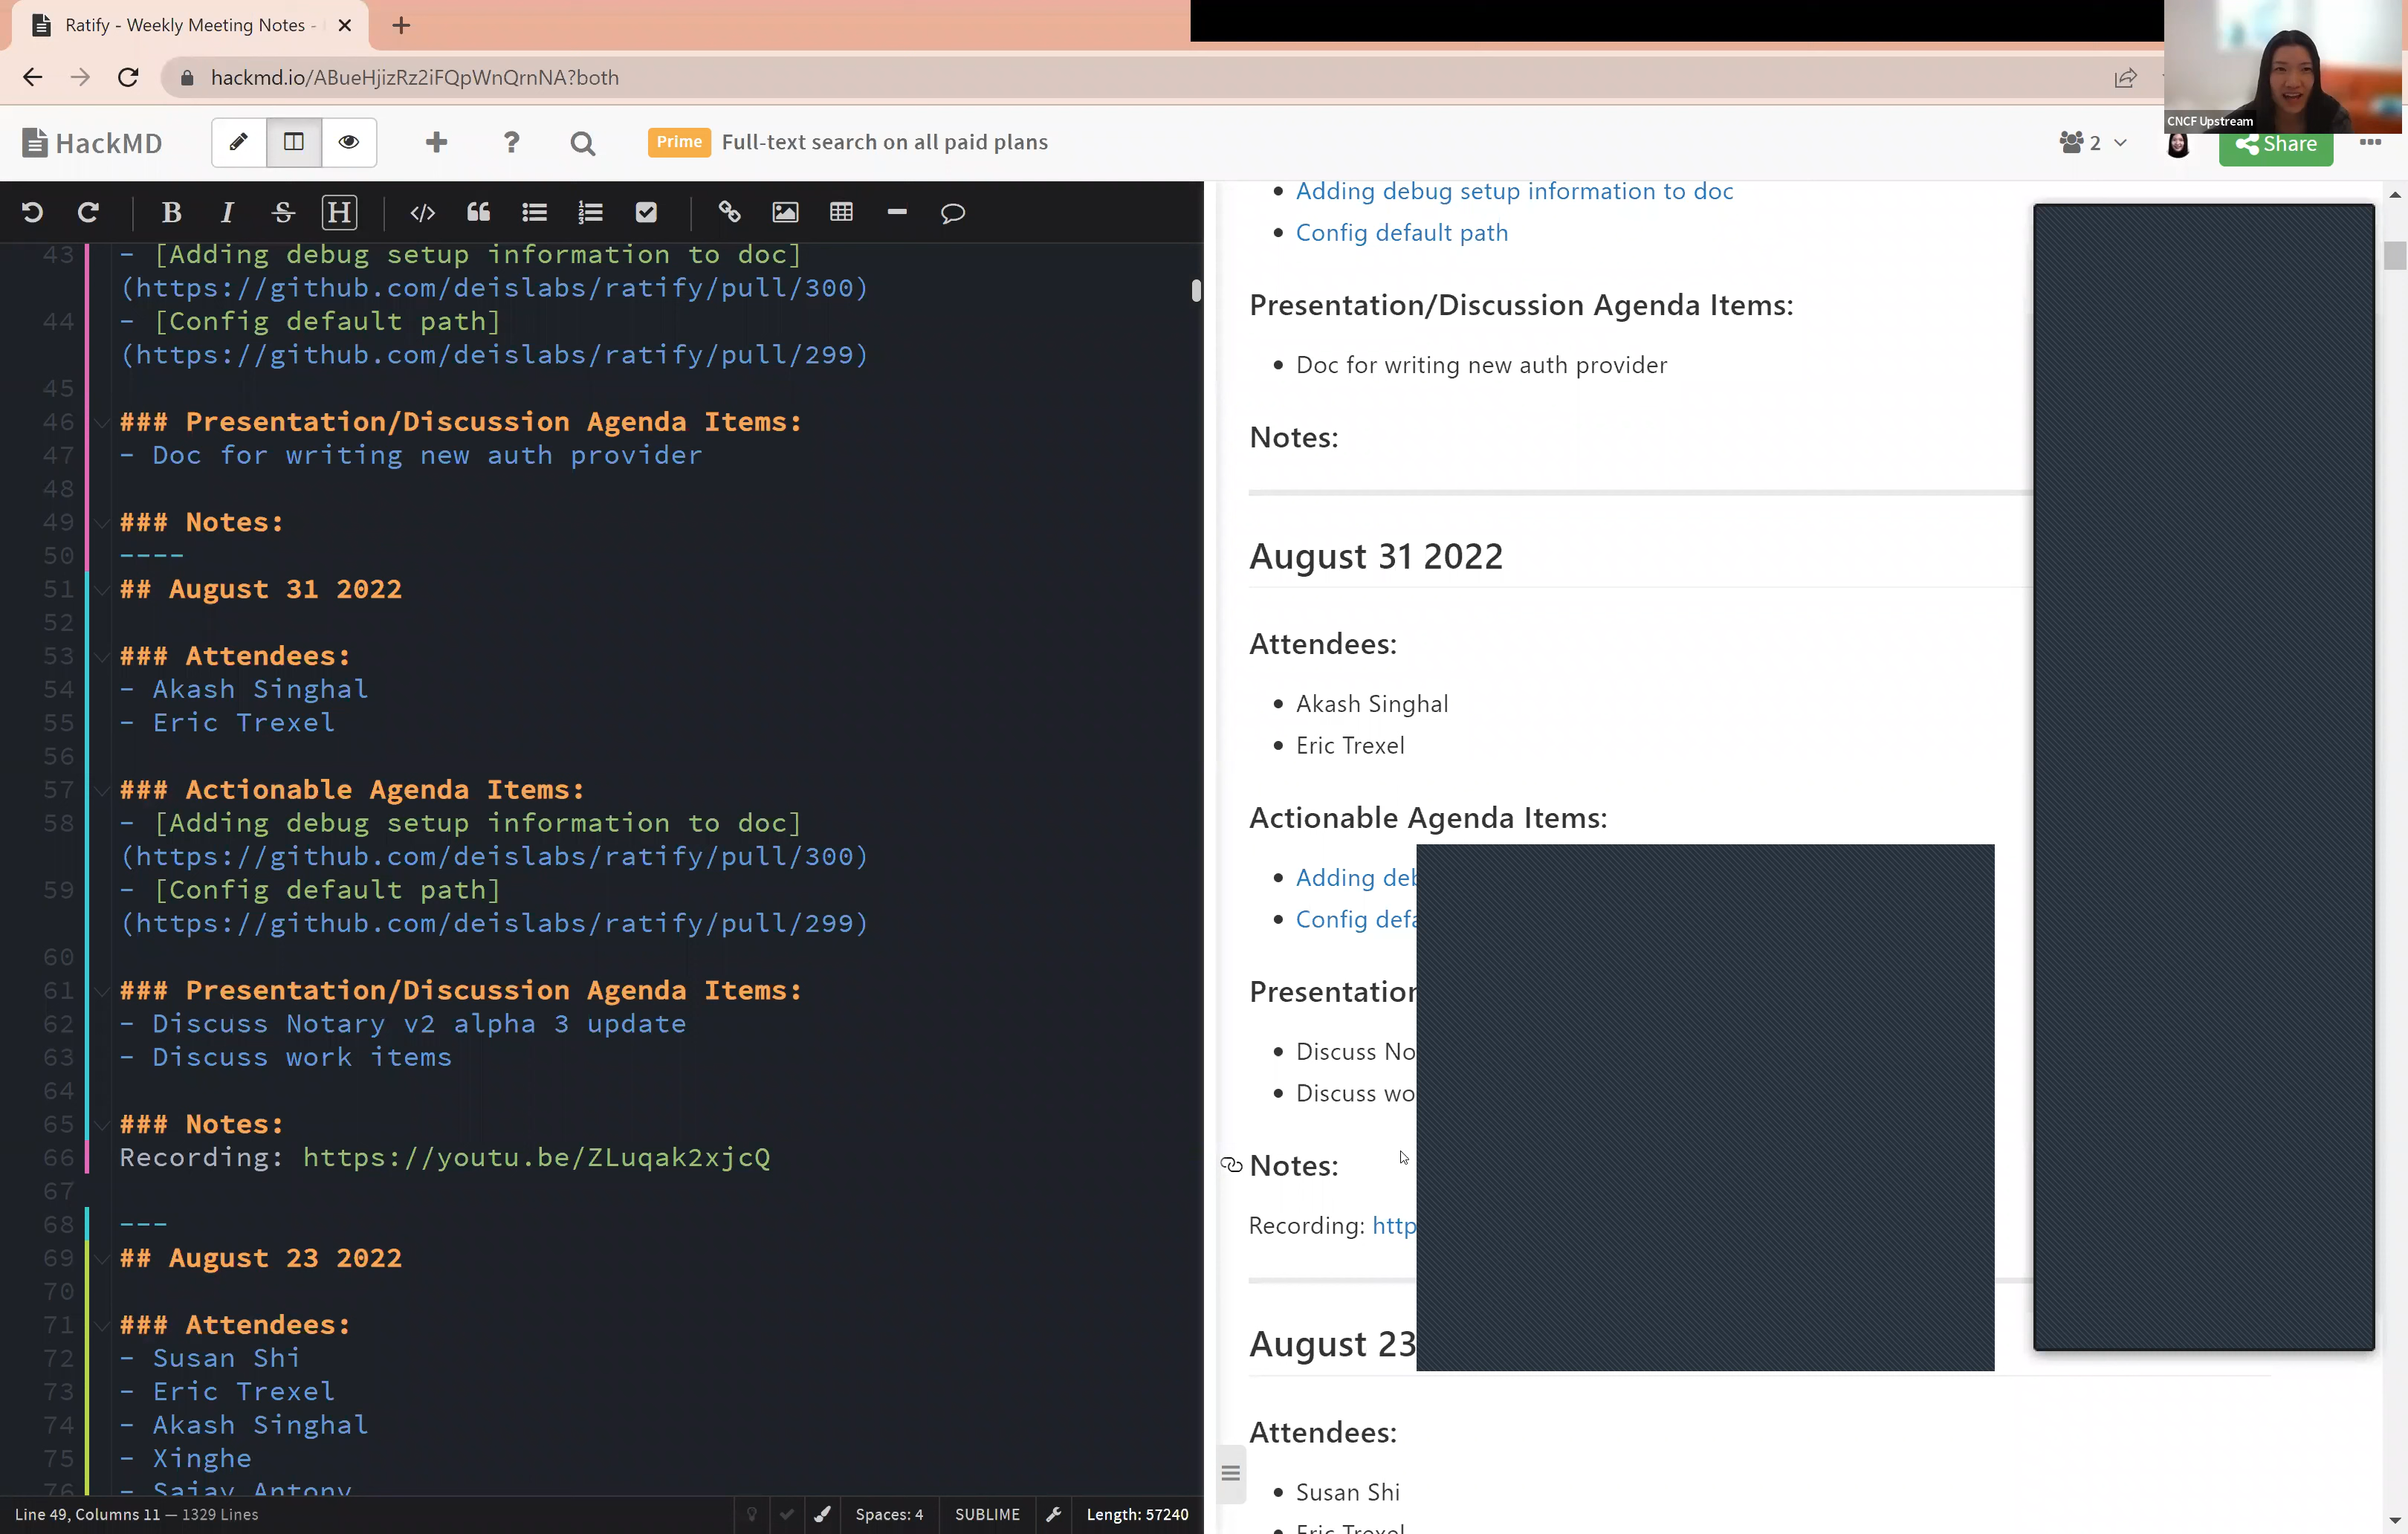 Ratify - Weekly Meeting Notes -
hackmd.io/ABueHjizRz2iFQpWnQrnNA?both
CNCF Upstream
HackMD
Prime
Full-text search on all paid plans
2
Share
B I S H
43 - [Adding debug setup information to doc]
(https://github.com/deislabs/ratify/pull/300)
44 - [Config default path]
(https://github.com/deislabs/ratify/pull/299)
45
46 ### Presentation/Discussion Agenda Items:
47 - Doc for writing new auth provider
48
49 ### Notes:
50 ----
51 ## August 31 2022
52
53 ### Attendees:
54 - Akash Singhal
55 - Eric Trexel
56
57 ### Actionable Agenda Items:
58 - [Adding debug setup information to doc]
(https://github.com/deislabs/ratify/pull/300)
59 - [Config default path]
(https://github.com/deislabs/ratify/pull/299)
60
61 ### Presentation/Discussion Agenda Items:
62 - Discuss Notary v2 alpha 3 update
63 - Discuss work items
64
65 ### Notes:
66 Recording: https://youtu.be/ZLuqak2xjcQ
67
68 ---
69 ## August 23 2022
70
71 ### Attendees:
72 - Susan Shi
73 - Eric Trexel
74 - Akash Singhal
75 - Xinghe
76 - Sajay Antony
Line 49, Columns 11 — 1329 Lines
Spaces: 4
SUBLIME
Length: 57240
Adding debug setup information to doc
Config default path
Presentation/Discussion Agenda Items:
Doc for writing new auth provider
Notes:
August 31 2022
Attendees:
Akash Singhal
Eric Trexel
Actionable Agenda Items:
Adding deb
Config defa
Presentation
Discuss No
Discuss wo
Notes:
Recording: http
August 23
Attendees:
Susan Shi
Eric Trexel